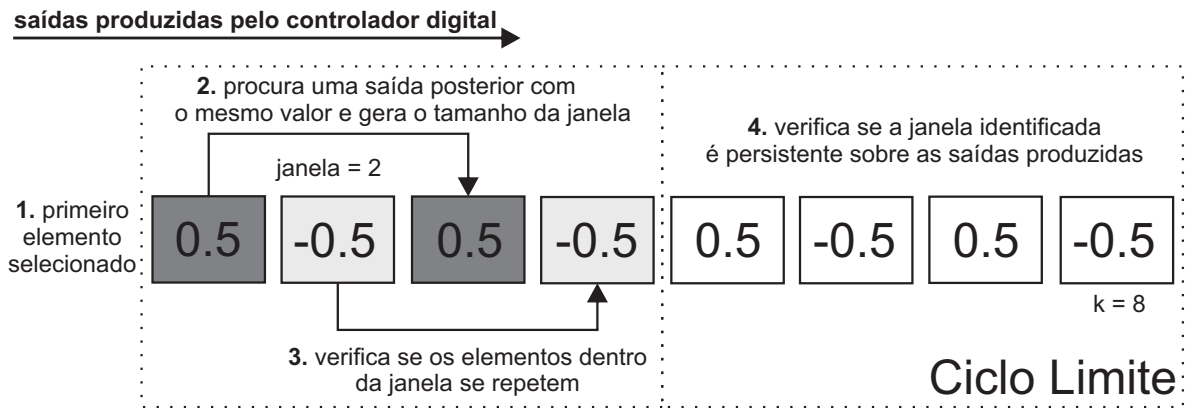 saídas produzidas pelo controlador digital
2. procura uma saída posterior com
o mesmo valor e gera o tamanho da janela
janela = 2
4. verifica se a janela identificada
é persistente sobre as saídas produzidas
1. primeiro
elemento
selecionado
0.5 -0.5 0.5 -0.5 0.5 -0.5 0.5 -0.5
k = 8
3. verifica se os elementos dentro
da janela se repetem
Ciclo Limite